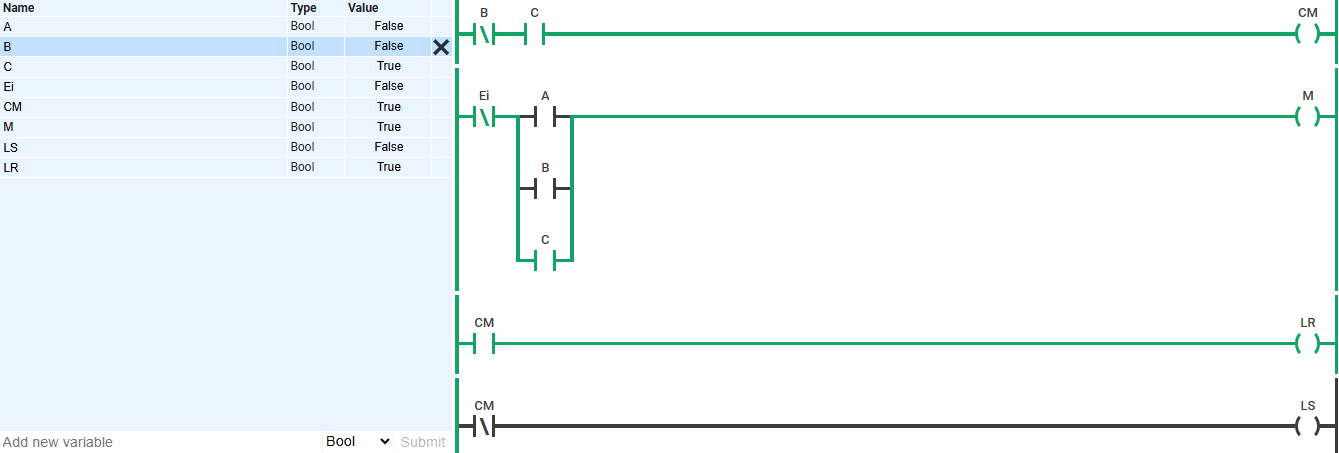 Name Type Value
A Bool False
B Bool False
C Bool True
Ei Bool False
CM Bool True
M Bool True
LS Bool False
LR Bool True
Add new variable Bool Submit
B C CM
Ei A M
B
C
CM LR
CM LS